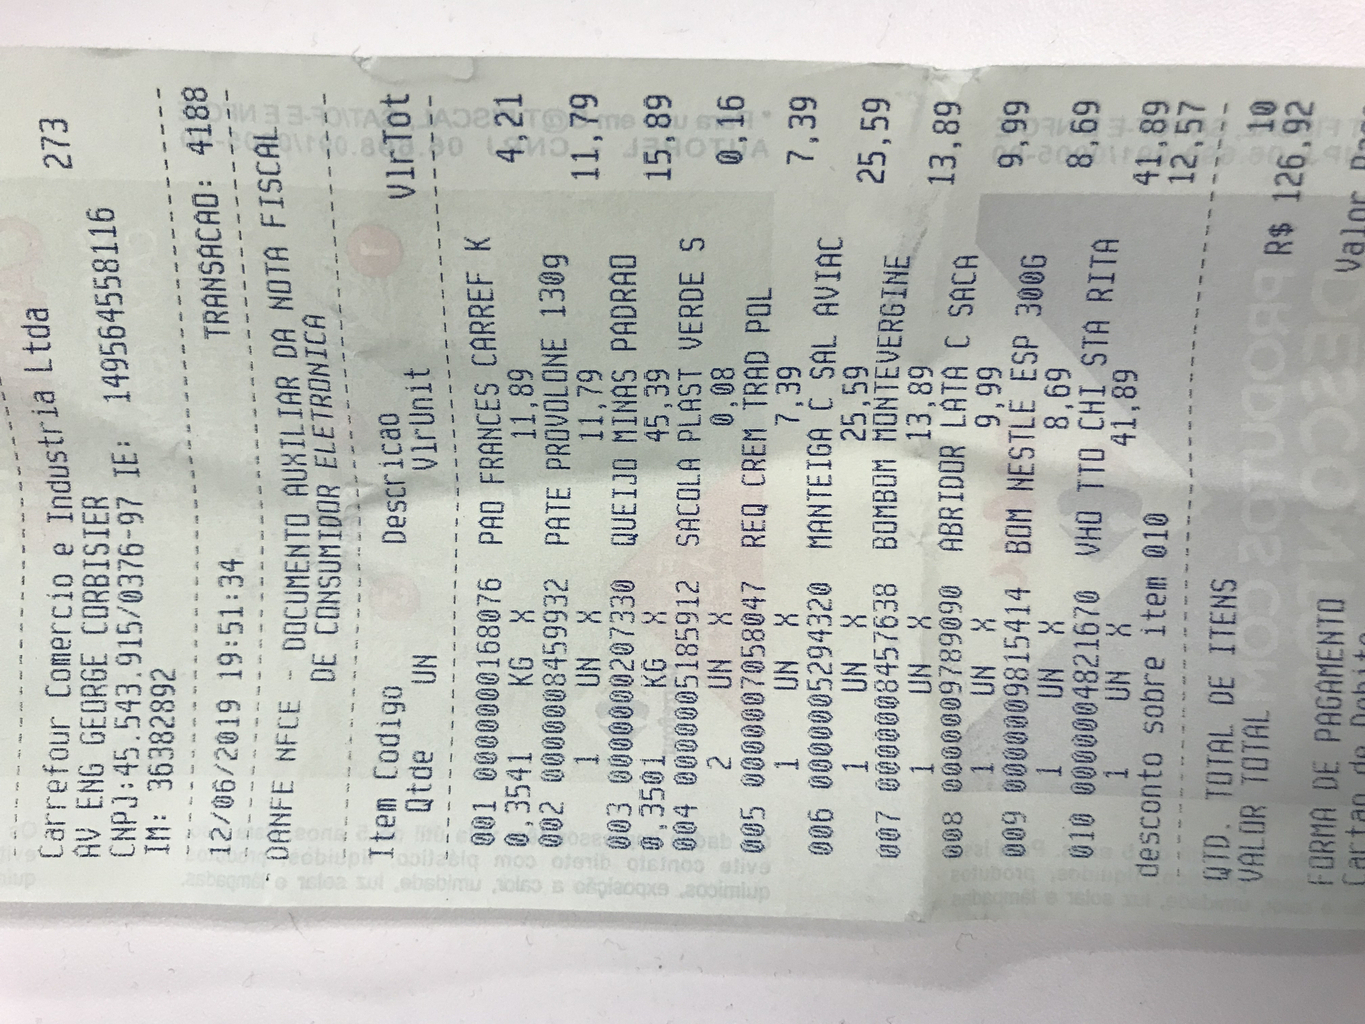 Carrefour Comercio e Industria Ltda 273
AV ENG GEORGE CORBISIER
CNPJ:45.543.915/0376-97 IE: 149564558116
IM: 36382892
12/06/2019 19:51:34 TRANSACAO: 4188
DANFE NFCE - DOCUMENTO AUXILIAR DA NOTA FISCAL
DE CONSUMIDOR ELETRONICA
Item Codigo Descricao VlrTot
Qtde UN VlrUnit
001 0000000168076 PAO FRANCES CARREF K
0,3541 KG X 11,89 4,21
002 0000008459932 PATE PROVOLONE 130g
1 UN X 11,79 11,79
003 0000000207330 QUEIJO MINAS PADRAO
0,3501 KG X 45,39 15,89
004 0000005185912 SACOLA PLAST VERDE S
2 UN X 0,08 0,16
005 0000007058047 REQ CREM TRAD POL
1 UN X 7,39 7,39
006 0000005294320 MANTEIGA C SAL AVIAC
1 UN X 25,59 25,59
007 0000008457638 BOMBOM MONTEVERGINE
1 UN X 13,89 13,89
008 0000009789090 ABRIDOR LATA C SACA
1 UN X 9,99 9,99
009 0000009815414 BOM NESTLE ESP 300G
1 UN X 8,69 8,69
010 0000004821670 VHO TTO CHI STA RITA
1 UN X 41,89 41,89
desconto sobre item 010 12,57
QTD. TOTAL DE ITENS 10
VALOR TOTAL R$ 126,92
FORMA DE PAGAMENTO Valor
Cartao de Debito